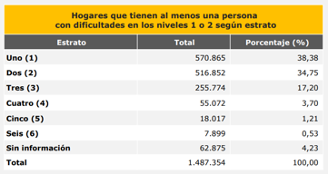 Hogares que tienen al menos una persona
con dificultades en los niveles 1 o 2 según estrato
Estrato Total Porcentaje (%)
Uno (1) 570.865 38,38
Dos (2) 516.852 34,75
Tres (3) 255.774 17,20
Cuatro (4) 55.072 3,70
Cinco (5) 18.017 1,21
Seis (6) 7.899 0,53
Sin información 62.875 4,23
Total 1.487.354 100,00